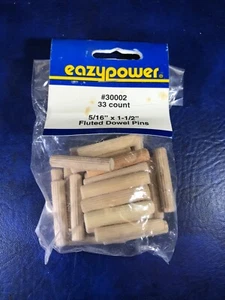 eazypower®
#30002
33 count
5/16" x 1-1/2"
Fluted Dowel Pins